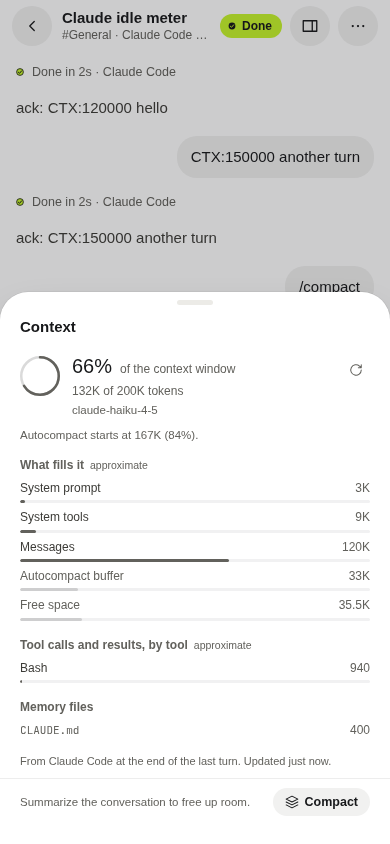 Claude idle meter
#General · Claude Code …
Done
Done in 2s · Claude Code
ack: CTX:120000 hello
CTX:150000 another turn
Done in 2s · Claude Code
ack: CTX:150000 another turn
/compact
Context
66% of the context window
132K of 200K tokens
claude-haiku-4-5
Autocompact starts at 167K (84%).
What fills it approximate
System prompt 3K
System tools 9K
Messages 120K
Autocompact buffer 33K
Free space 35.5K
Tool calls and results, by tool approximate
Bash 940
Memory files
CLAUDE.md 400
From Claude Code at the end of the last turn. Updated just now.
Summarize the conversation to free up room. Compact